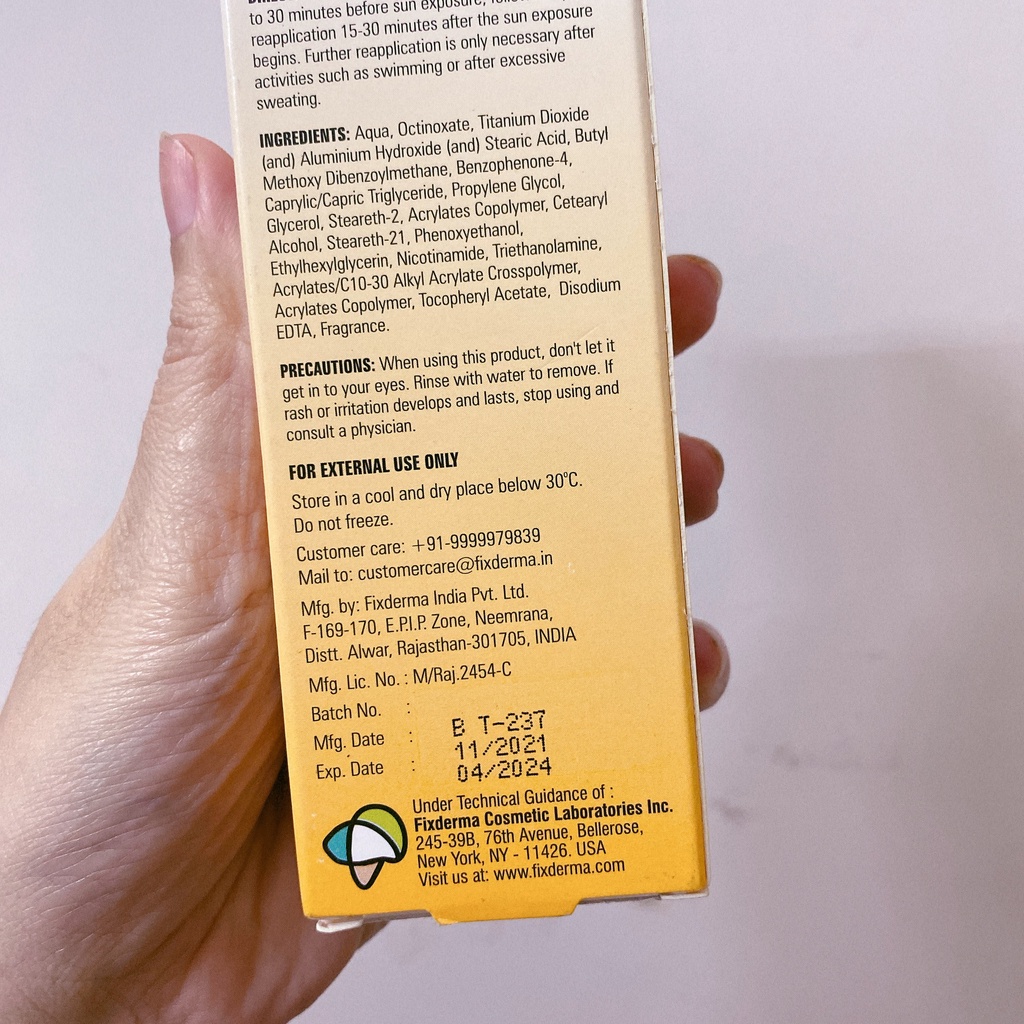 to 30 minutes before sun exposure,
reapplication 15-30 minutes after the sun exposure
begins. Further reapplication is only necessary after
activities such as swimming or after excessive
sweating.
INGREDIENTS: Aqua, Octinoxate, Titanium Dioxide
(and) Aluminium Hydroxide (and) Stearic Acid, Butyl
Methoxy Dibenzoylmethane, Benzophenone-4,
Caprylic/Capric Triglyceride, Propylene Glycol,
Glycerol, Steareth-2, Acrylates Copolymer, Cetearyl
Alcohol, Steareth-21, Phenoxyethanol,
Ethylhexylglycerin, Nicotinamide, Triethanolamine,
Acrylates/C10-30 Alkyl Acrylate Crosspolymer,
Acrylates Copolymer, Tocopheryl Acetate, Disodium
EDTA, Fragrance.
PRECAUTIONS: When using this product, don't let it
get in to your eyes. Rinse with water to remove. If
rash or irritation develops and lasts, stop using and
consult a physician.
FOR EXTERNAL USE ONLY
Store in a cool and dry place below 30°C.
Do not freeze.
Customer care: +91-9999979839
Mail to: customercare@fixderma.in
Mfg. by: Fixderma India Pvt. Ltd.
F-169-170, E.P.I.P. Zone, Neemrana,
Distt. Alwar, Rajasthan-301705, INDIA
Mfg. Lic. No. : M/Raj.2454-C
Batch No. : B T-237
Mfg. Date : 11/2021
Exp. Date : 04/2024
Under Technical Guidance of :
Fixderma Cosmetic Laboratories Inc.
245-39B, 76th Avenue, Bellerose,
New York, NY - 11426. USA
Visit us at: www.fixderma.com